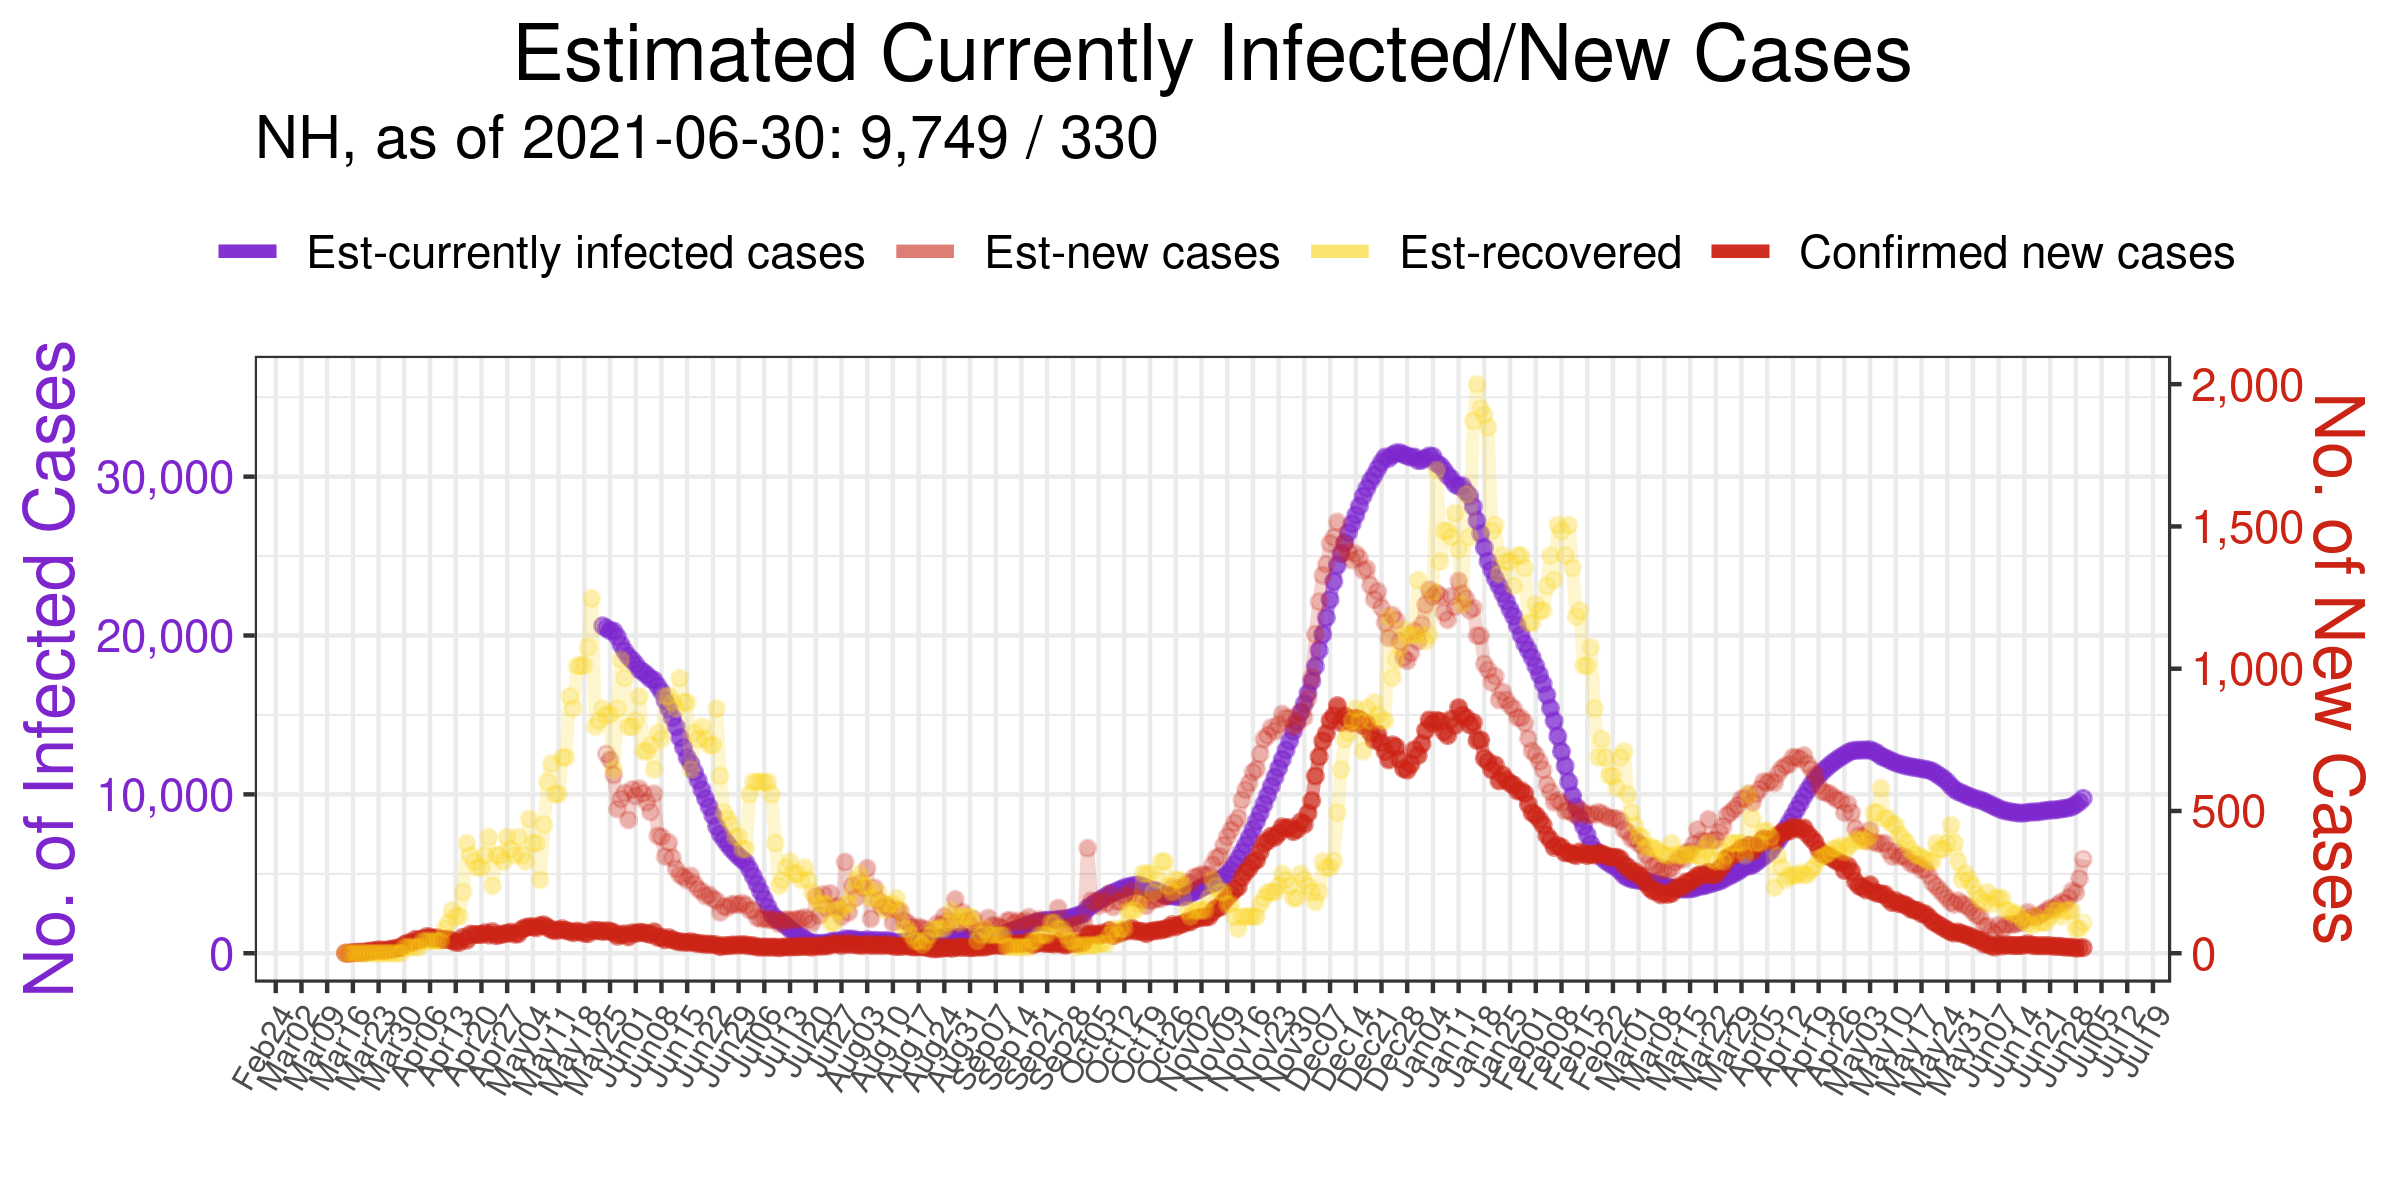 Estimated Currently Infected/New Cases
NH, as of 2021-06-30: 9,749 / 330
Est-currently infected cases
Est-new cases
Est-recovered
Confirmed new cases
No. of Infected Cases
30,000
20,000
10,000
0
2,000
1,500
1,000
500
0
No. of New Cases
Feb24
Mar02
Mar09
Mar16
Mar23
Mar30
Apr06
Apr13
Apr20
Apr27
May04
May11
May18
May25
Jun01
Jun08
Jun15
Jun22
Jun29
Jul06
Jul13
Jul20
Jul27
Aug03
Aug10
Aug17
Aug24
Aug31
Sep07
Sep14
Sep21
Sep28
Oct05
Oct12
Oct19
Oct26
Nov02
Nov09
Nov16
Nov23
Nov30
Dec07
Dec14
Dec21
Dec28
Jan04
Jan11
Jan18
Jan25
Feb01
Feb08
Feb15
Feb22
Mar01
Mar08
Mar15
Mar22
Mar29
Apr05
Apr12
Apr19
Apr26
May03
May10
May17
May24
May31
Jun07
Jun14
Jun21
Jun28
Jul05
Jul12
Jul19